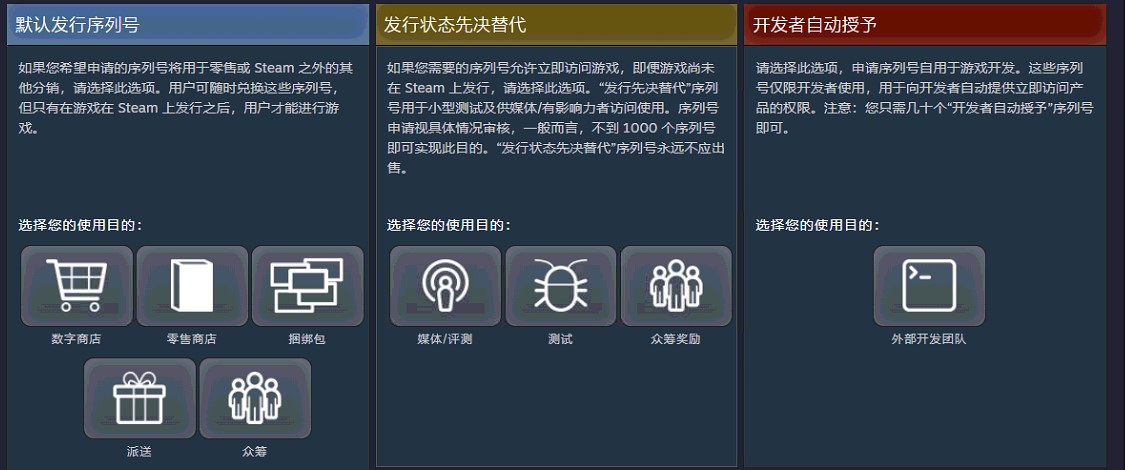 默认发行序列号
如果您希望申请的序列号将用于零售或 Steam 之外的其
他分销，请选择此选项。用户可随时兑换这些序列号，
但只有在游戏在 Steam 上发行之后，用户才能进行游
戏。
选择您的使用目的：
数字商店
零售商店
捆绑包
派送
众筹
发行状态先决替代
如果您需要的序列号允许立即访问游戏，即便游戏尚未
在 Steam 上发行，请选择此选项。“发行先决替代”序列
号用于小型测试及供媒体/有影响力者访问使用。序列号
申请视具体情况审核，一般而言，不到 1000 个序列号
即可实现此目的。“发行状态先决替代”序列号永远不应出
售。
选择您的使用目的：
媒体/评测
测试
众筹奖励
开发者自动授予
请选择此选项，申请序列号自用于游戏开发。这些序列
号仅限开发者使用，用于向开发者自动提供立即访问产
品的权限。注意：您只需几十个“开发者自动授予”序列号
即可。
选择您的使用目的：
外部开发团队